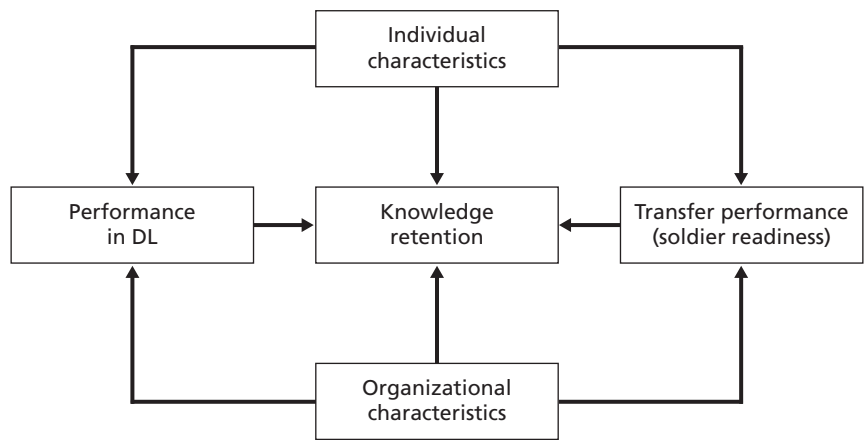 Individual
characteristics
Performance
in DL
Knowledge
retention
Transfer performance
(soldier readiness)
Organizational
characteristics